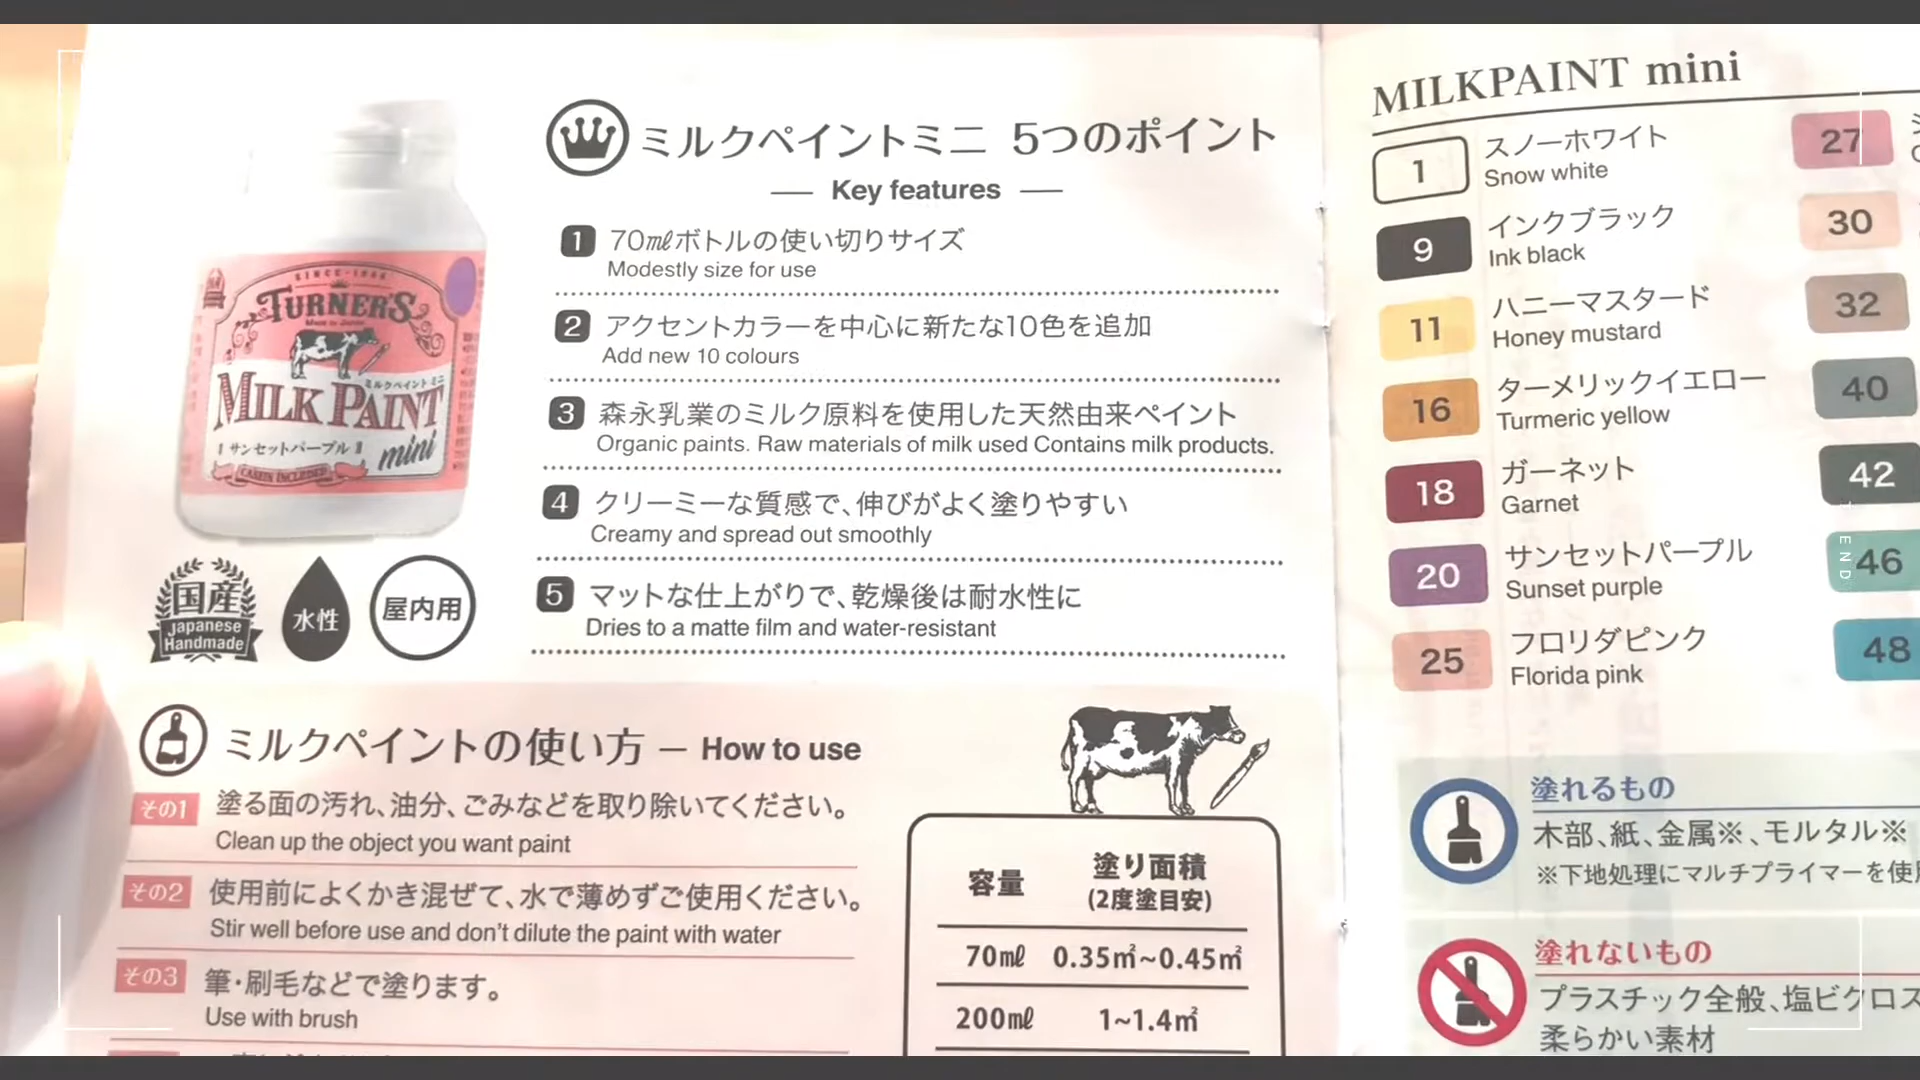 SINCE・1946
TURNER'S
Made in Japan
ミルクペイント ミニ
MILK PAINT
サンセットパープル
mini
CASEIN INCLUDED
国産
Japanese
Handmade
水性
屋内用
ミルクペイントミニ 5つのポイント
Key features
1 70mℓボトルの使い切りサイズ
Modestly size for use
2 アクセントカラーを中心に新たな10色を追加
Add new 10 colours
3 森永乳業のミルク原料を使用した天然由来ペイント
Organic paints. Raw materials of milk used Contains milk products.
4 クリーミーな質感で、伸びがよく塗りやすい
Creamy and spread out smoothly
5 マットな仕上がりで、乾燥後は耐水性に
Dries to a matte film and water-resistant
ミルクペイントの使い方 — How to use
その1 塗る面の汚れ、油分、ごみなどを取り除いてください。
Clean up the object you want paint
その2 使用前によくかき混ぜて、水で薄めずご使用ください。
Stir well before use and don't dilute the paint with water
その3 筆・刷毛などで塗ります。
Use with brush
容量 塗り面積
(2度塗目安)
70mℓ 0.35㎡~0.45㎡
200mℓ 1~1.4㎡
MILKPAINT mini
1 スノーホワイト
Snow white
9 インクブラック
Ink black
11 ハニーマスタード
Honey mustard
16 ターメリックイエロー
Turmeric yellow
18 ガーネット
Garnet
20 サンセットパープル
Sunset purple
25 フロリダピンク
Florida pink
27
30
32
40
42
46
48
END
塗れるもの
木部、紙、金属※、モルタル※
※下地処理にマルチプライマーを使
塗れないもの
プラスチック全般、塩ビクロス
柔らかい素材